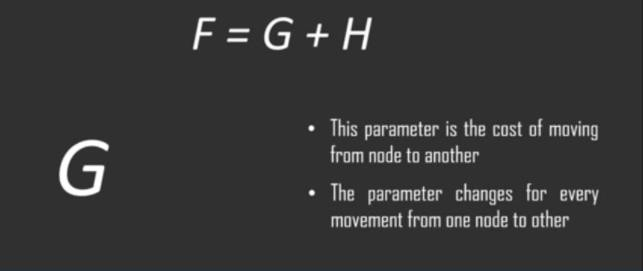 F = G + H
G
• This parameter is the cost of moving
from node to another
• The parameter changes for every
movement from one node to other